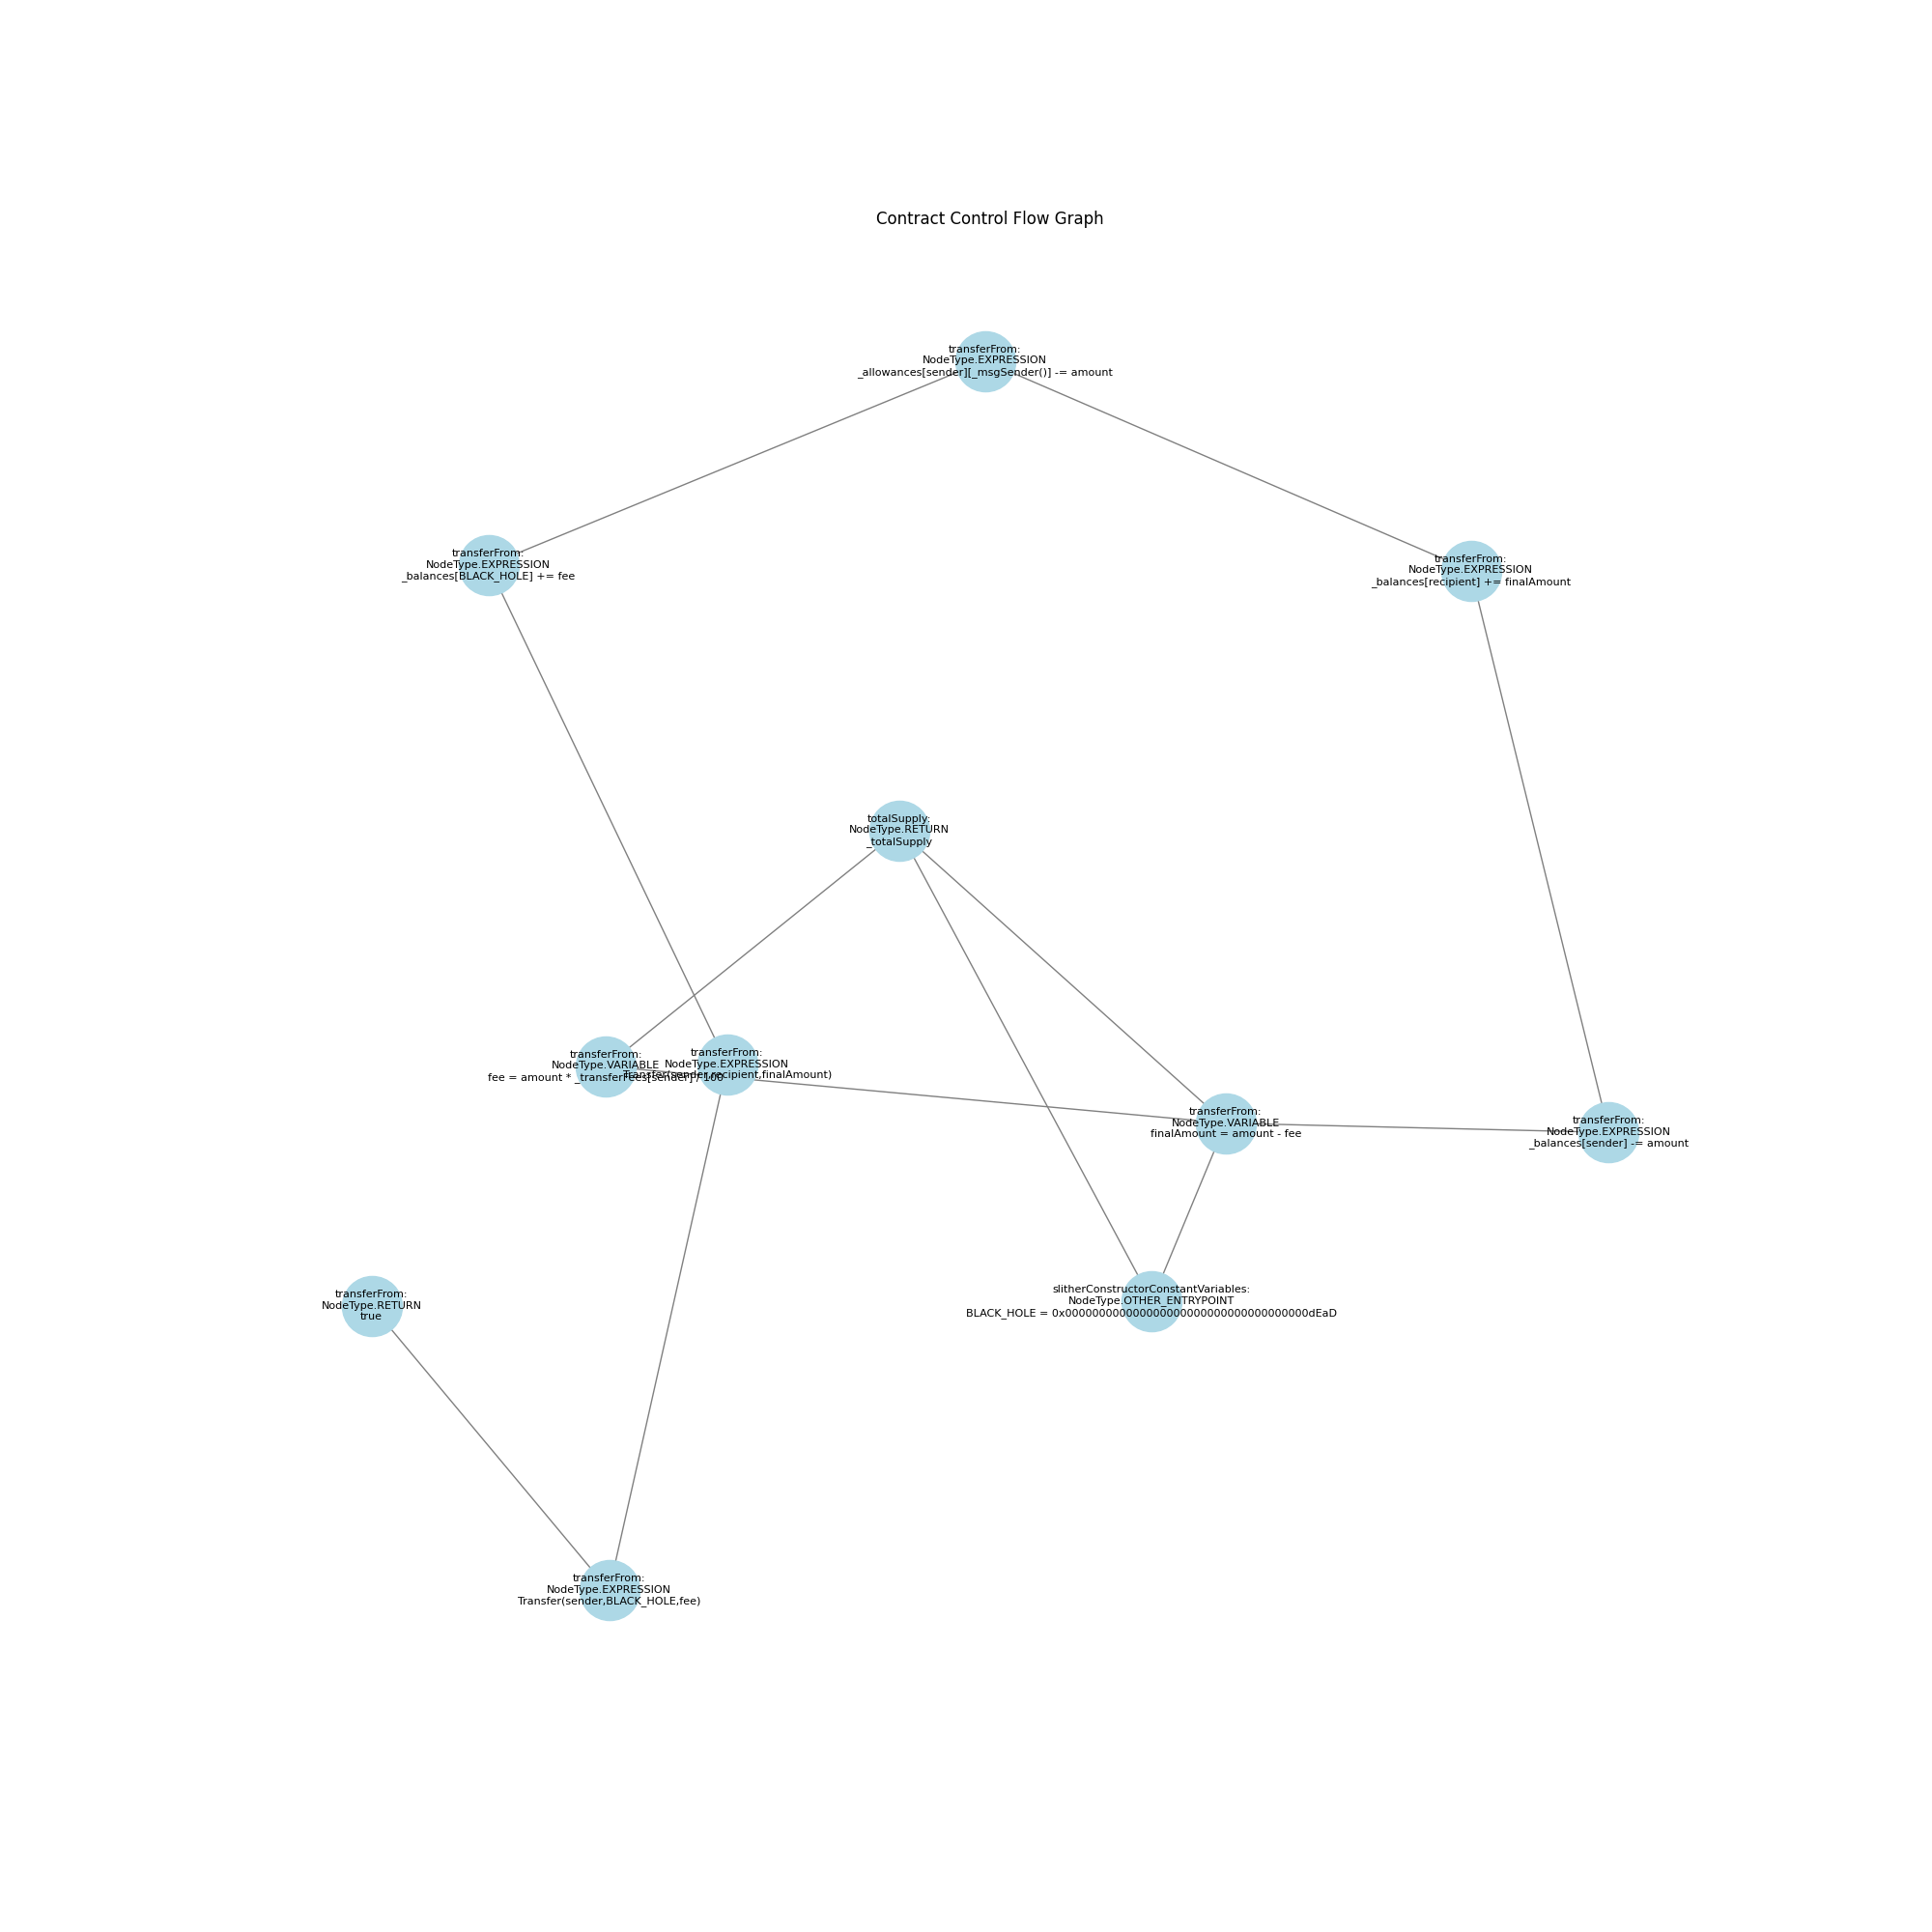 Contract Control Flow Graph
transferFrom:
NodeType.EXPRESSION
_allowances[sender][_msgSender()] -= amount
transferFrom:
NodeType.EXPRESSION
_balances[BLACK_HOLE] += fee
transferFrom:
NodeType.EXPRESSION
_balances[recipient] += finalAmount
totalSupply:
NodeType.RETURN
_totalSupply
transferFrom:
NodeType.VARIABLE
fee = amount * _transferFees[sender] / 100
transferFrom:
NodeType.EXPRESSION
Transfer(sender,recipient,finalAmount)
transferFrom:
NodeType.VARIABLE
finalAmount = amount - fee
transferFrom:
NodeType.EXPRESSION
_balances[sender] -= amount
transferFrom:
NodeType.RETURN
true
slitherConstructorConstantVariables:
NodeType.OTHER_ENTRYPOINT
BLACK_HOLE = 0x000000000000000000000000000000000000dEaD
transferFrom:
NodeType.EXPRESSION
Transfer(sender,BLACK_HOLE,fee)